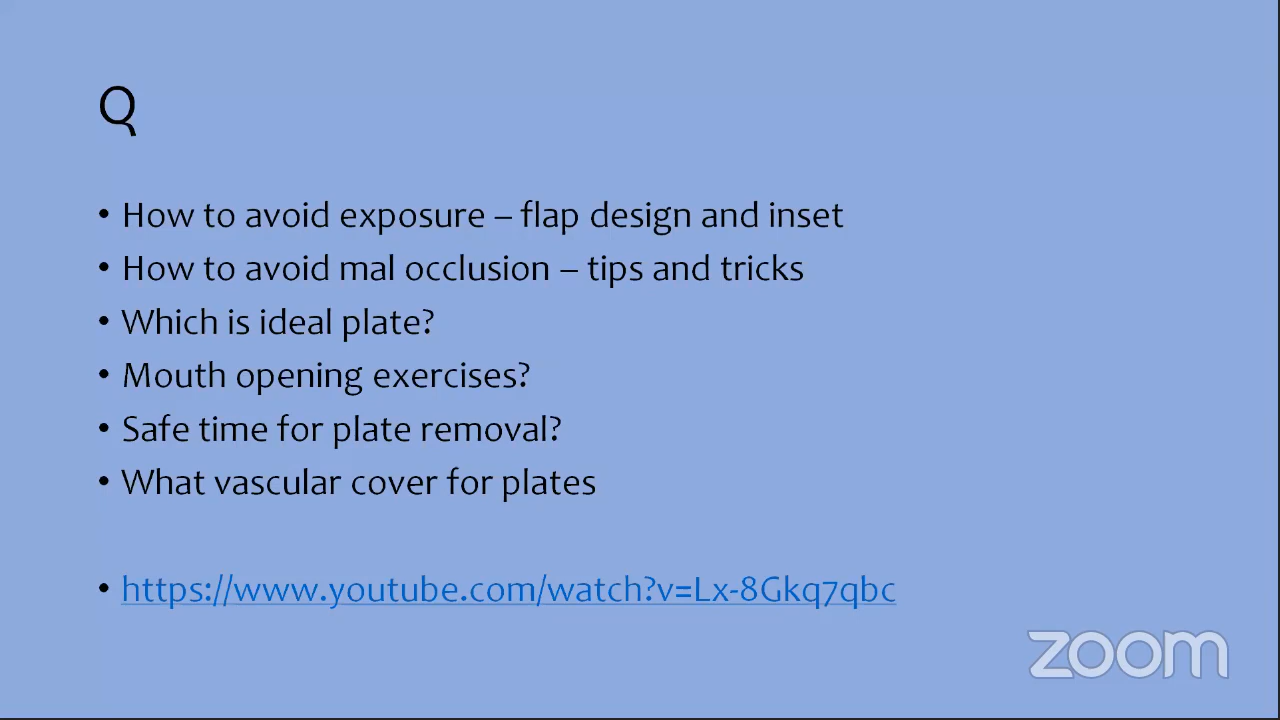 Q
• How to avoid exposure – flap design and inset
• How to avoid mal occlusion – tips and tricks
• Which is ideal plate?
• Mouth opening exercises?
• Safe time for plate removal?
• What vascular cover for plates
• https://www.youtube.com/watch?v=Lx-8Gkq7qbc
zoom